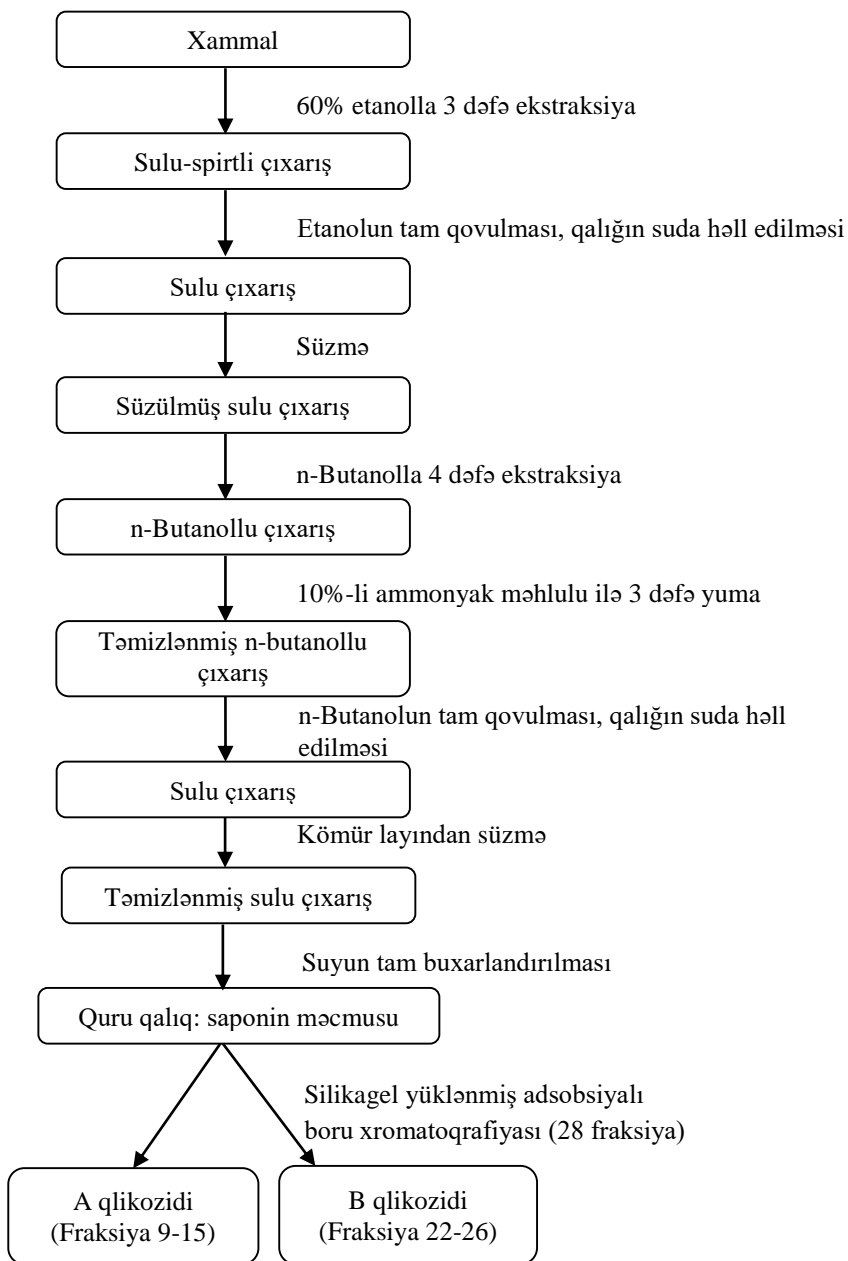 Xammal
60% etanolla 3 dəfə ekstraksiya
Sulu-spirtli çıxarış
Etanolun tam qovulması, qalığın suda həll edilməsi
Sulu çıxarış
Süzmə
Süzülmüş sulu çıxarış
n-Butanolla 4 dəfə ekstraksiya
n-Butanollu çıxarış
10%-li ammonyak məhlulu ilə 3 dəfə yuma
Təmizlənmiş n-butanollu
çıxarış
n-Butanolun tam qovulması, qalığın suda həll
edilməsi
Sulu çıxarış
Kömür layından süzmə
Təmizlənmiş sulu çıxarış
Suyun tam buxarlandırılması
Quru qalıq: saponin məcmusu
Silikagel yüklənmiş adsobsiyalı
boru xromatoqrafiyası (28 fraksiya)
A qlikozidi
(Fraksiya 9-15)
B qlikozidi
(Fraksiya 22-26)